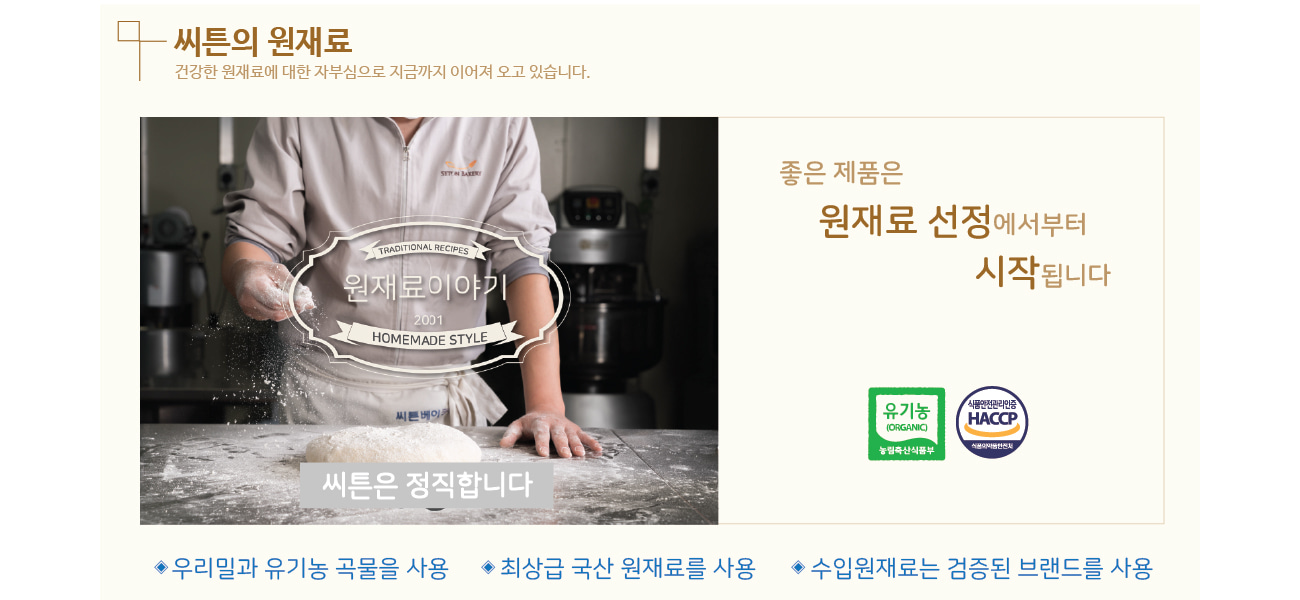 씨튼의 원재료
건강한 원재료에 대한 자부심으로 지금까지 이어져 오고 있습니다.
SETON BAKERY
TRADITIONAL RECIPES
원재료이야기
2001
HOMEMADE STYLE
씨튼베이
씨튼은 정직합니다
좋은 제품은
원재료 선정에서부터
시작됩니다
유기농
(ORGANIC)
농림축산식품부
식품안전관리인증
HACCP
식품의약품안전처
◈ 우리밀과 유기농 곡물을 사용
◈ 최상급 국산 원재료를 사용
◈ 수입원재료는 검증된 브랜드를 사용